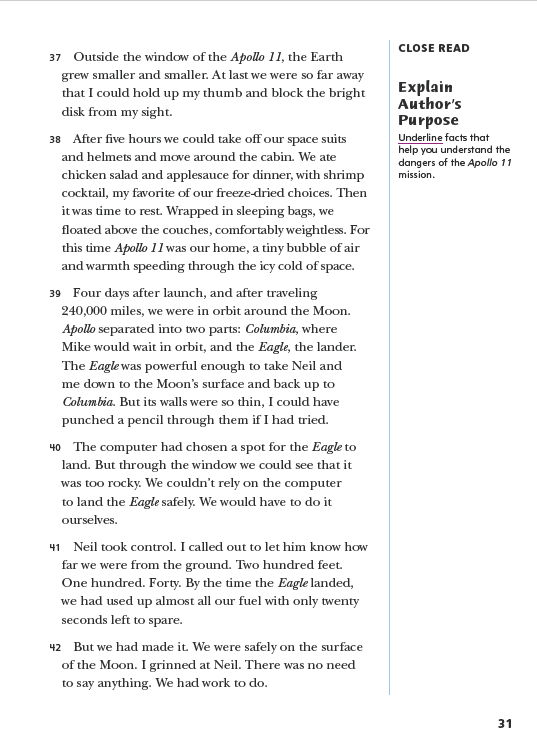 37 Outside the window of the Apollo 11, the Earth
grew smaller and smaller. At last we were so far away
that I could hold up my thumb and block the bright
disk from my sight.
38 After five hours we could take off our space suits
and helmets and move around the cabin. We ate
chicken salad and applesauce for dinner, with shrimp
cocktail, my favorite of our freeze-dried choices. Then
it was time to rest. Wrapped in sleeping bags, we
floated above the couches, comfortably weightless. For
this time Apollo 11 was our home, a tiny bubble of air
and warmth speeding through the icy cold of space.
39 Four days after launch, and after traveling
240,000 miles, we were in orbit around the Moon.
Apollo separated into two parts: Columbia, where
Mike would wait in orbit, and the Eagle, the lander.
The Eagle was powerful enough to take Neil and
me down to the Moon's surface and back up to
Columbia. But its walls were so thin, I could have
punched a pencil through them if I had tried.
40 The computer had chosen a spot for the Eagle to
land. But through the window we could see that it
was too rocky. We couldn't rely on the computer
to land the Eagle safely. We would have to do it
ourselves.
41 Neil took control. I called out to let him know how
far we were from the ground. Two hundred feet.
One hundred. Forty. By the time the Eagle landed,
we had used up almost all our fuel with only twenty
seconds left to spare.
42 But we had made it. We were safely on the surface
of the Moon. I grinned at Neil. There was no need
to say anything. We had work to do.
CLOSE READ
Explain
Author's
Purpose
Underline facts that
help you understand the
dangers of the Apollo 11
mission.
31